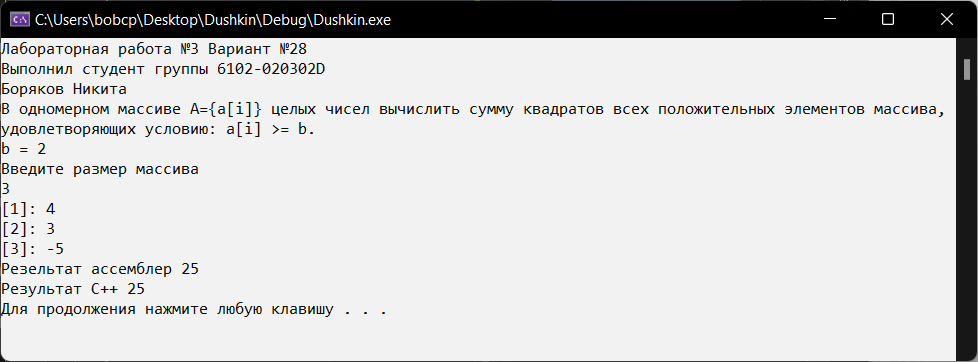 C:\Users\bobcp\Desktop\Dushkin\Debug\Dushkin.exe
Лабораторная работа №3 Вариант №28
Выполнил студент группы 6102-020302D
Боряков Никита
В одномерном массиве A={a[i]} целых чисел вычислить сумму квадратов всех положительных элементов массива,
удовлетворяющих условию: a[i] >= b.
b = 2
Введите размер массива
3
[1]: 4
[2]: 3
[3]: -5
Резельтат ассемблер 25
Результат C++ 25
Для продолжения нажмите любую клавишу . . .